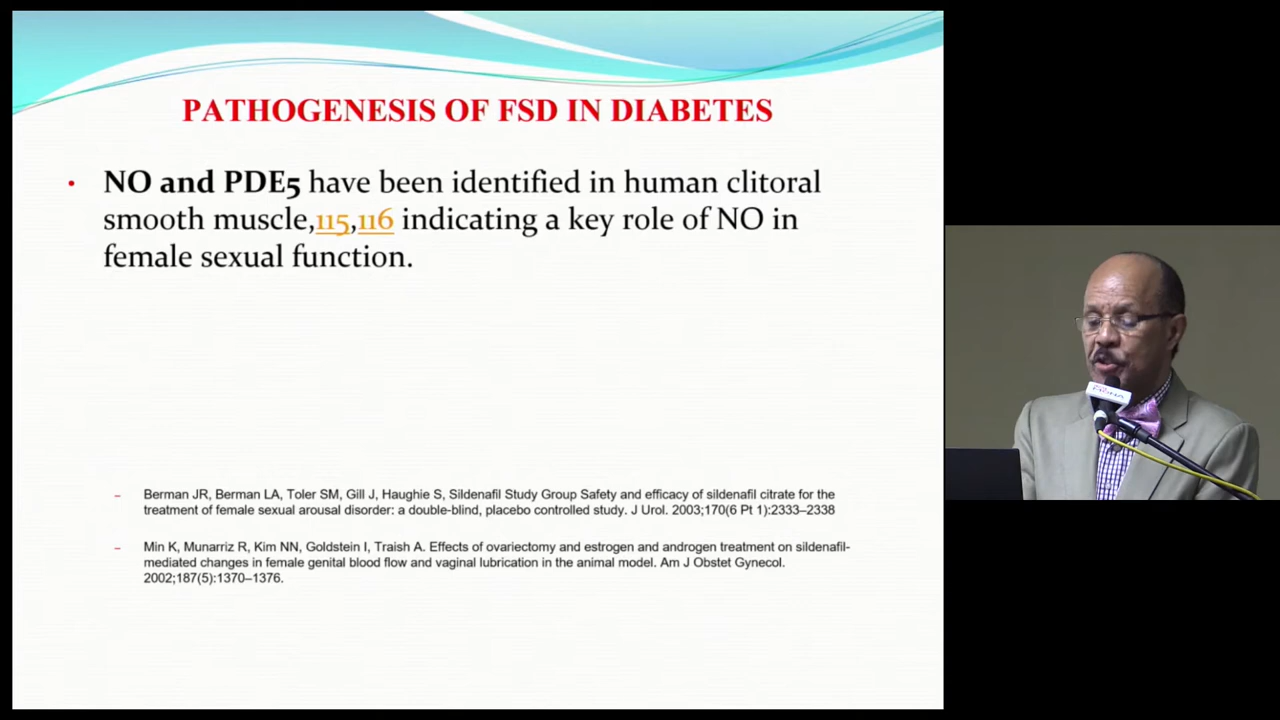 PATHOGENESIS OF FSD IN DIABETES
• NO and PDE5 have been identified in human clitoral
smooth muscle,115,116 indicating a key role of NO in
female sexual function.
– Berman JR, Berman LA, Toler SM, Gill J, Haughie S, Sildenafil Study Group Safety and efficacy of sildenafil citrate for the
treatment of female sexual arousal disorder: a double-blind, placebo controlled study. J Urol. 2003;170(6 Pt 1):2333–2338
– Min K, Munarriz R, Kim NN, Goldstein I, Traish A. Effects of ovariectomy and estrogen and androgen treatment on sildenafil-
mediated changes in female genital blood flow and vaginal lubrication in the animal model. Am J Obstet Gynecol.
2002;187(5):1370–1376.